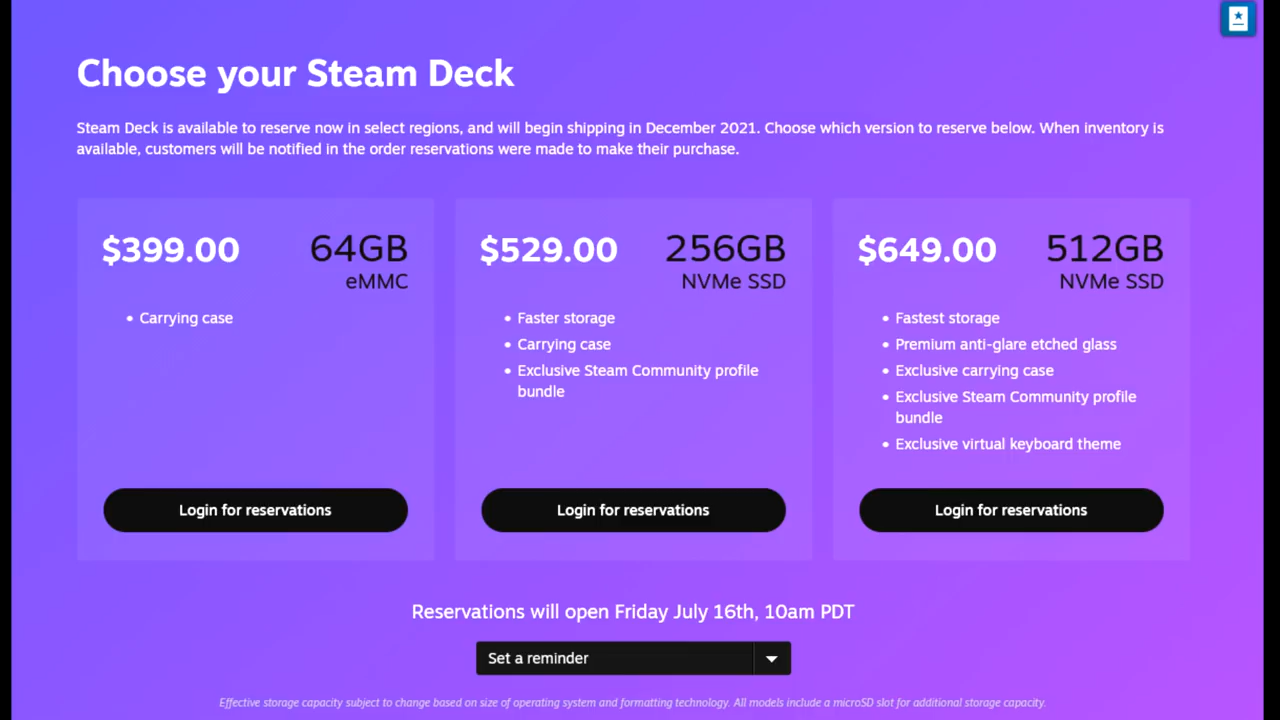 Choose your Steam Deck
Steam Deck is available to reserve now in select regions, and will begin shipping in December 2021. Choose which version to reserve below. When inventory is
available, customers will be notified in the order reservations were made to make their purchase.
$399.00
64GB
eMMC
• Carrying case
Login for reservations
$529.00
256GB
NVMe SSD
• Faster storage
• Carrying case
• Exclusive Steam Community profile
bundle
Login for reservations
$649.00
512GB
NVMe SSD
• Fastest storage
• Premium anti-glare etched glass
• Exclusive carrying case
• Exclusive Steam Community profile
bundle
• Exclusive virtual keyboard theme
Login for reservations
Reservations will open Friday July 16th, 10am PDT
Set a reminder
Effective storage capacity subject to change based on size of operating system and formatting technology. All models include a microSD slot for additional storage capacity.